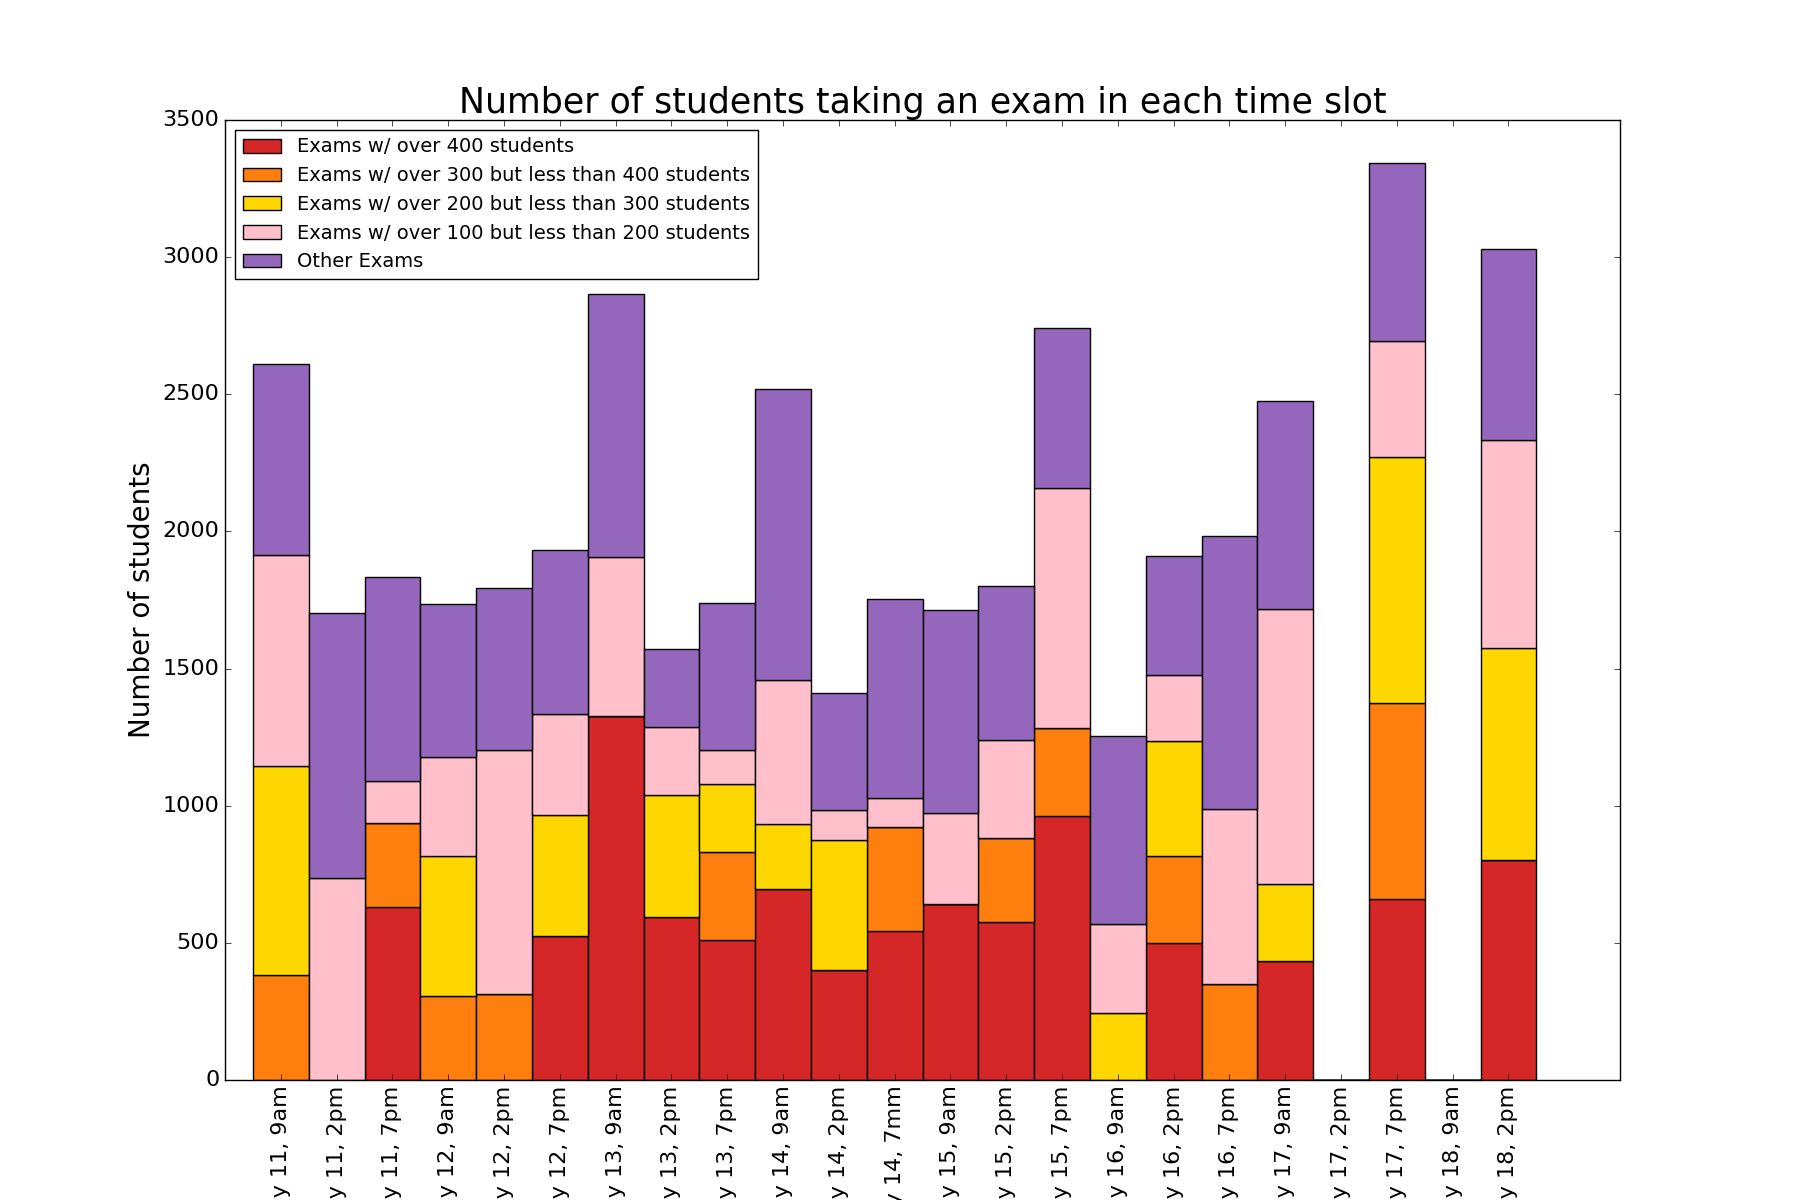 Number of students taking an exam in each time slot
Exams w/ over 400 students
Exams w/ over 300 but less than 400 students
Exams w/ over 200 but less than 300 students
Exams w/ over 100 but less than 200 students
Other Exams
Number of students
3500
3000
2500
2000
1500
1000
500
0
y 11, 9am
y 11, 2pm
y 11, 7pm
y 12, 9am
y 12, 2pm
y 12, 7pm
y 13, 9am
y 13, 2pm
y 13, 7pm
y 14, 9am
y 14, 2pm
y 14, 7mm
y 15, 9am
y 15, 2pm
y 15, 7pm
y 16, 9am
y 16, 2pm
y 16, 7pm
y 17, 9am
y 17, 2pm
y 17, 7pm
y 18, 9am
y 18, 2pm